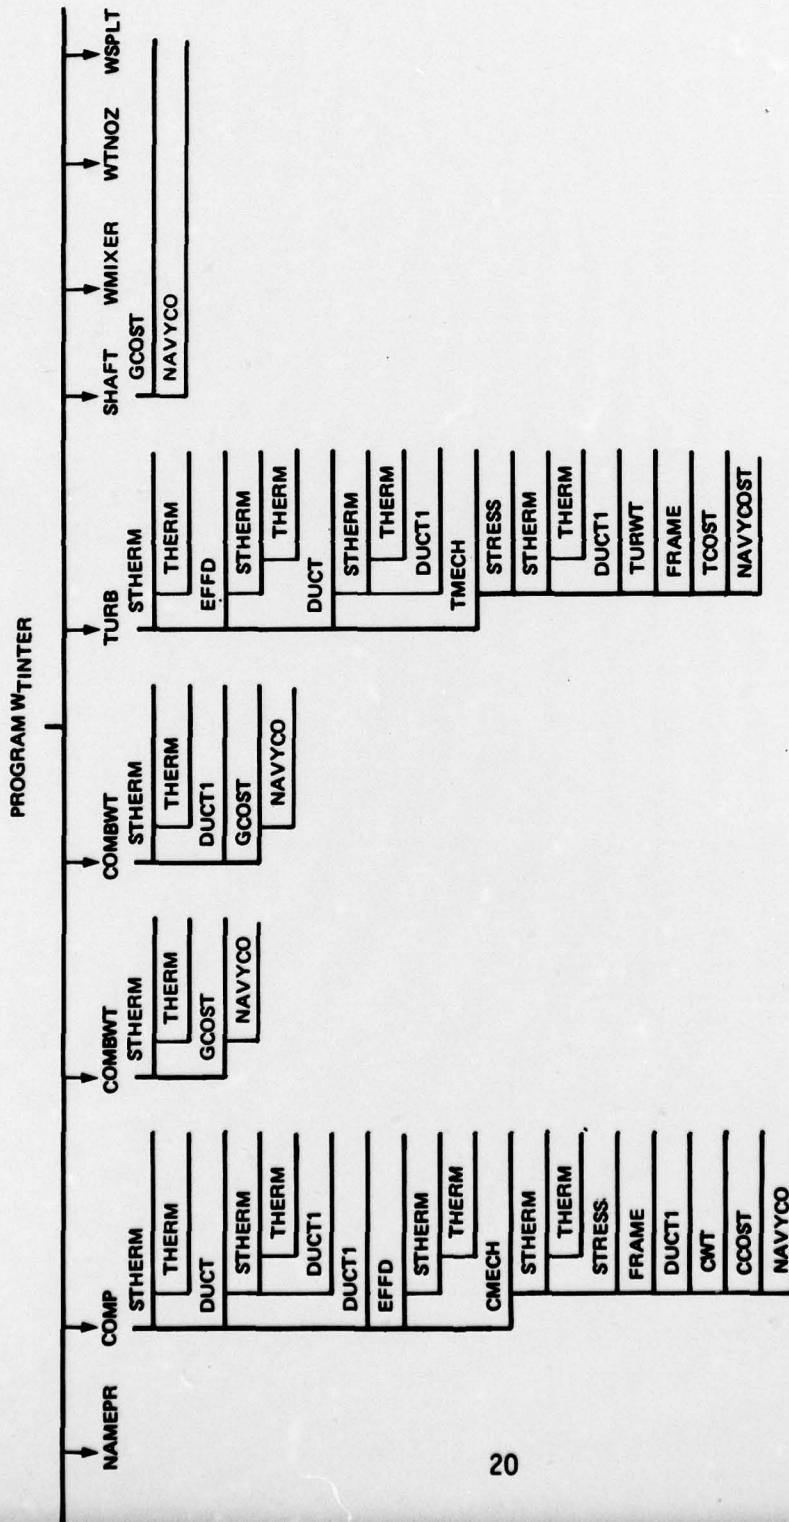 PROGRAM WTINTER
NAMEPR
COMP
STHERM
THERM
DUCT
STHERM
THERM
DUCT1
DUCT1
EFFD
STHERM
THERM
CMECH
STHERM
THERM
STRESS
FRAME
DUCT1
CWT
CCOST
NAVYCO
COMBWT
STHERM
THERM
GCOST
NAVYCO
COMBWT
STHERM
THERM
DUCT1
GCOST
NAVYCO
TURB
STHERM
THERM
EFFD
STHERM
THERM
DUCT
STHERM
THERM
DUCT1
TMECH
STRESS
STHERM
THERM
DUCT1
TURWT
FRAME
TCOST
NAVYCOST
SHAFT
GCOST
NAVYCO
WMIXER
WTNOZ
WSPLT
20